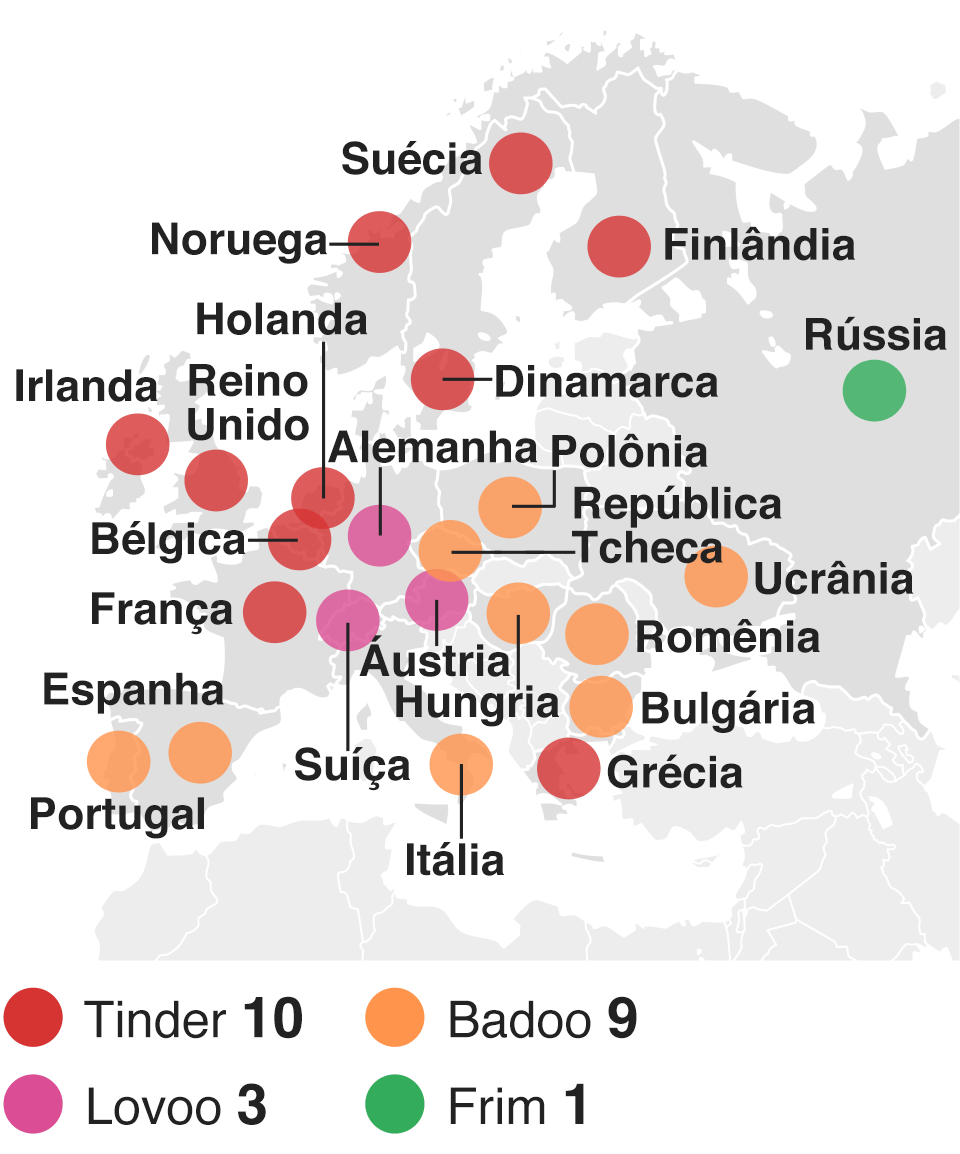 Suécia
Noruega
Finlândia
Holanda
Rússia
Irlanda
Reino
Unido
Dinamarca
Alemanha
Polônia
República
Tcheca
Bélgica
Ucrânia
França
Romênia
Áustria
Espanha
Hungria
Bulgária
Suíça
Grécia
Portugal
Itália
Tinder 10
Badoo 9
Lovoo 3
Frim 1